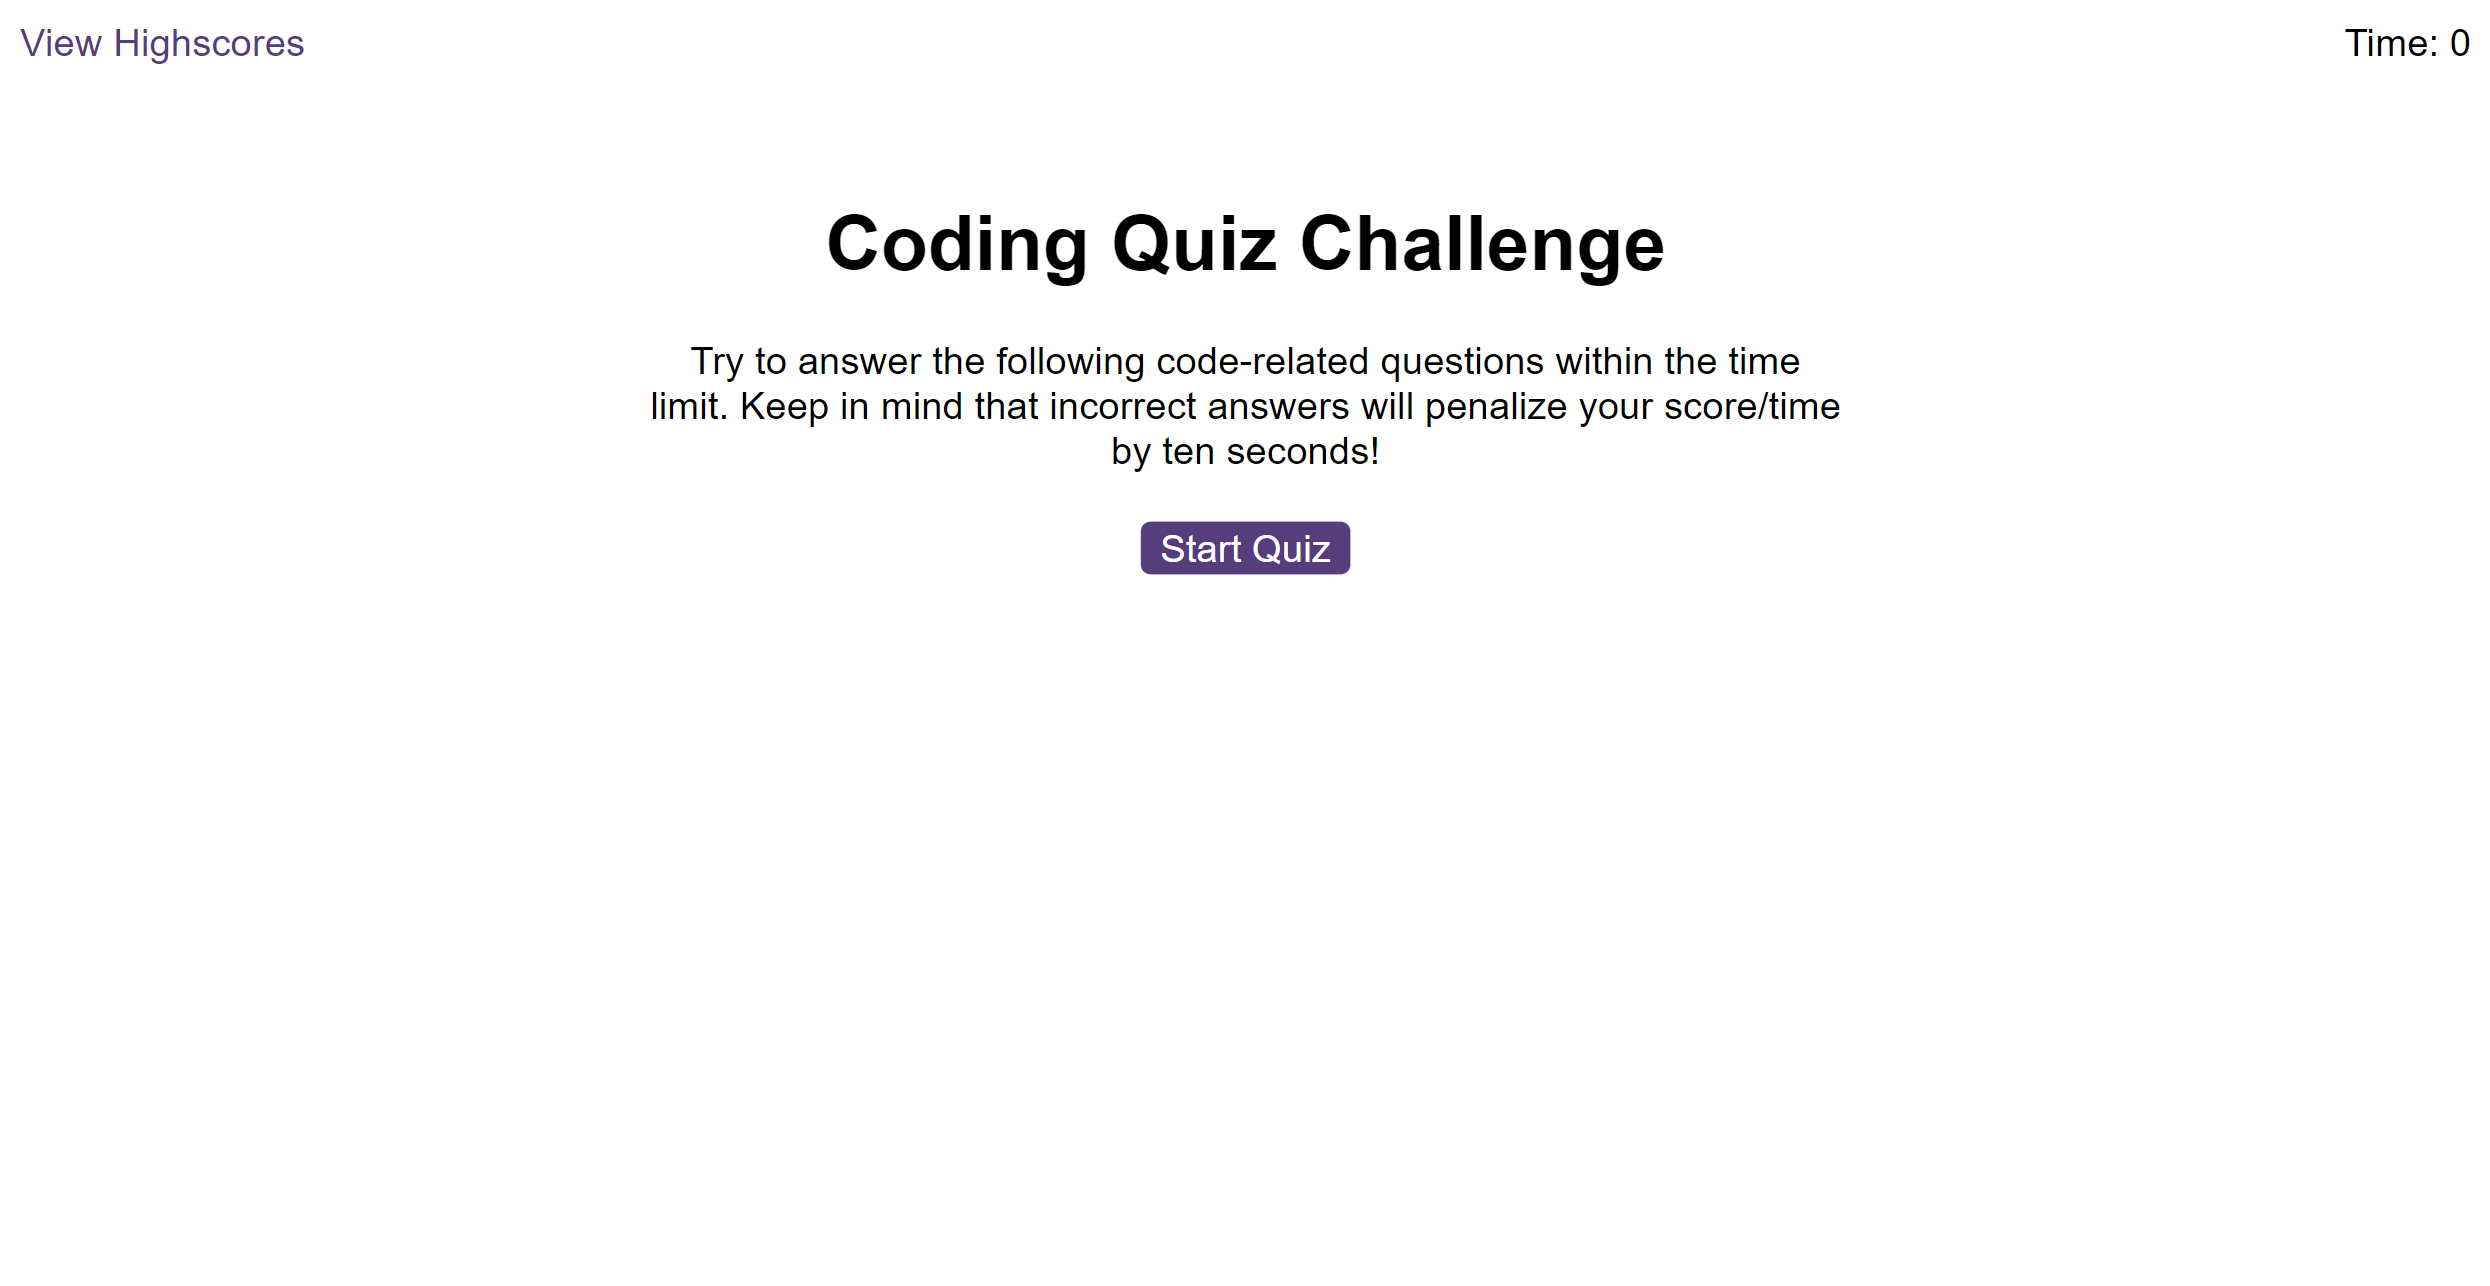 View Highscores
Time: 0
Coding Quiz Challenge
Try to answer the following code-related questions within the time
limit. Keep in mind that incorrect answers will penalize your score/time
by ten seconds!
Start Quiz